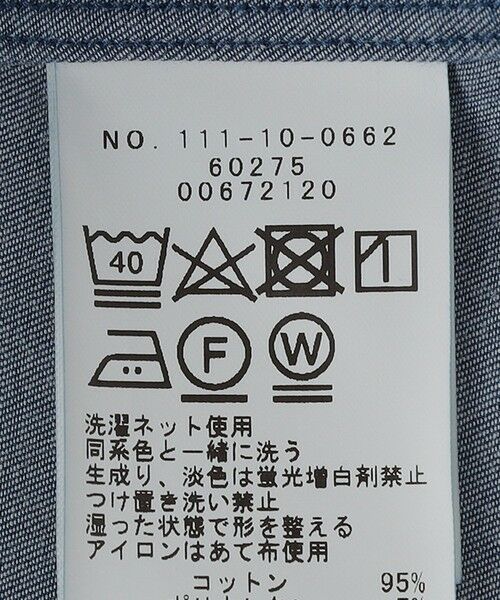 NO. 111-10-0662
60275
00672120
40
F W
洗濯ネット使用
同系色と一緒に洗う
生成り、淡色は蛍光増白剤禁止
つけ置き洗い禁止
湿った状態で形を整える
アイロンはあて布使用
コットン 95%